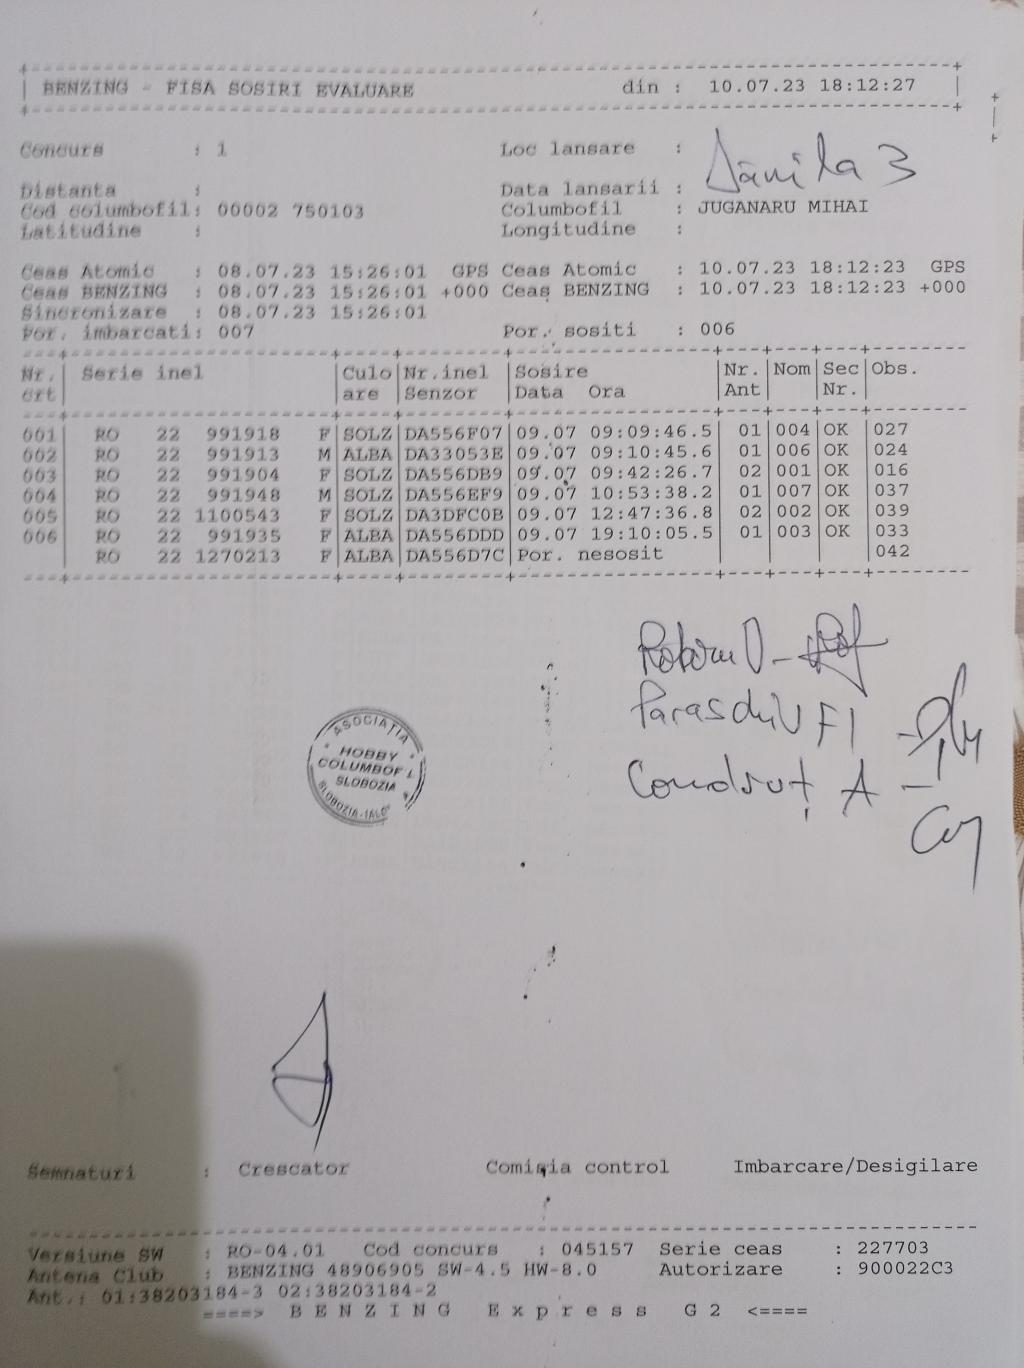 BENZING - FISA SOSIRI EVALUARE din : 10.07.23 18:12:27
Concurs : 1 Loc lansare : Dănila 3
Distanta : Data lansarii :
Cod columbofil: 00002 750103 Columbofil : JUGANARU MIHAI
Latitudine : Longitudine :
Ceas Atomic : 08.07.23 15:26:01 GPS Ceas Atomic : 10.07.23 18:12:23 GPS
Ceas BENZING : 08.07.23 15:26:01 +000 Ceas BENZING : 10.07.23 18:12:23 +000
Sincronizare : 08.07.23 15:26:01
Por. imbarcati: 007 Por. sositi : 006
Nr. Serie inel Culo Nr.inel Sosire Nr. Nom Sec Obs.
crt are Senzor Data Ora Ant Nr.
001 RO 22 991918 F SOLZ DA556F07 09.07 09:09:46.5 01 004 OK 027
002 RO 22 991913 M ALBA DA33053E 09.07 09:10:45.6 01 006 OK 024
003 RO 22 991904 F SOLZ DA556DB9 09.07 09:42:26.7 02 001 OK 016
004 RO 22 991948 M SOLZ DA556EF9 09.07 10:53:38.2 01 007 OK 037
005 RO 22 1100543 F SOLZ DA3DFC0B 09.07 12:47:36.8 02 002 OK 039
006 RO 22 991935 F ALBA DA556DDD 09.07 19:10:05.5 01 003 OK 033
RO 22 1270213 F ALBA DA556D7C Por. nesosit 042
ASOCIAȚIA
HOBBY
COLUMBOFIL
SLOBOZIA
SLOBOZIA-IALO
Semnaturi : Crescator Comisia control Imbarcare/Desigilare
Versiune SW : RO-04.01 Cod concurs : 045157 Serie ceas : 227703
Antena Club : BENZING 48906905 SW-4.5 HW-8.0 Autorizare : 900022C3
Ant.: 01:38203184-3 02:38203184-2
====> B E N Z I N G E x p r e s s G 2 <====